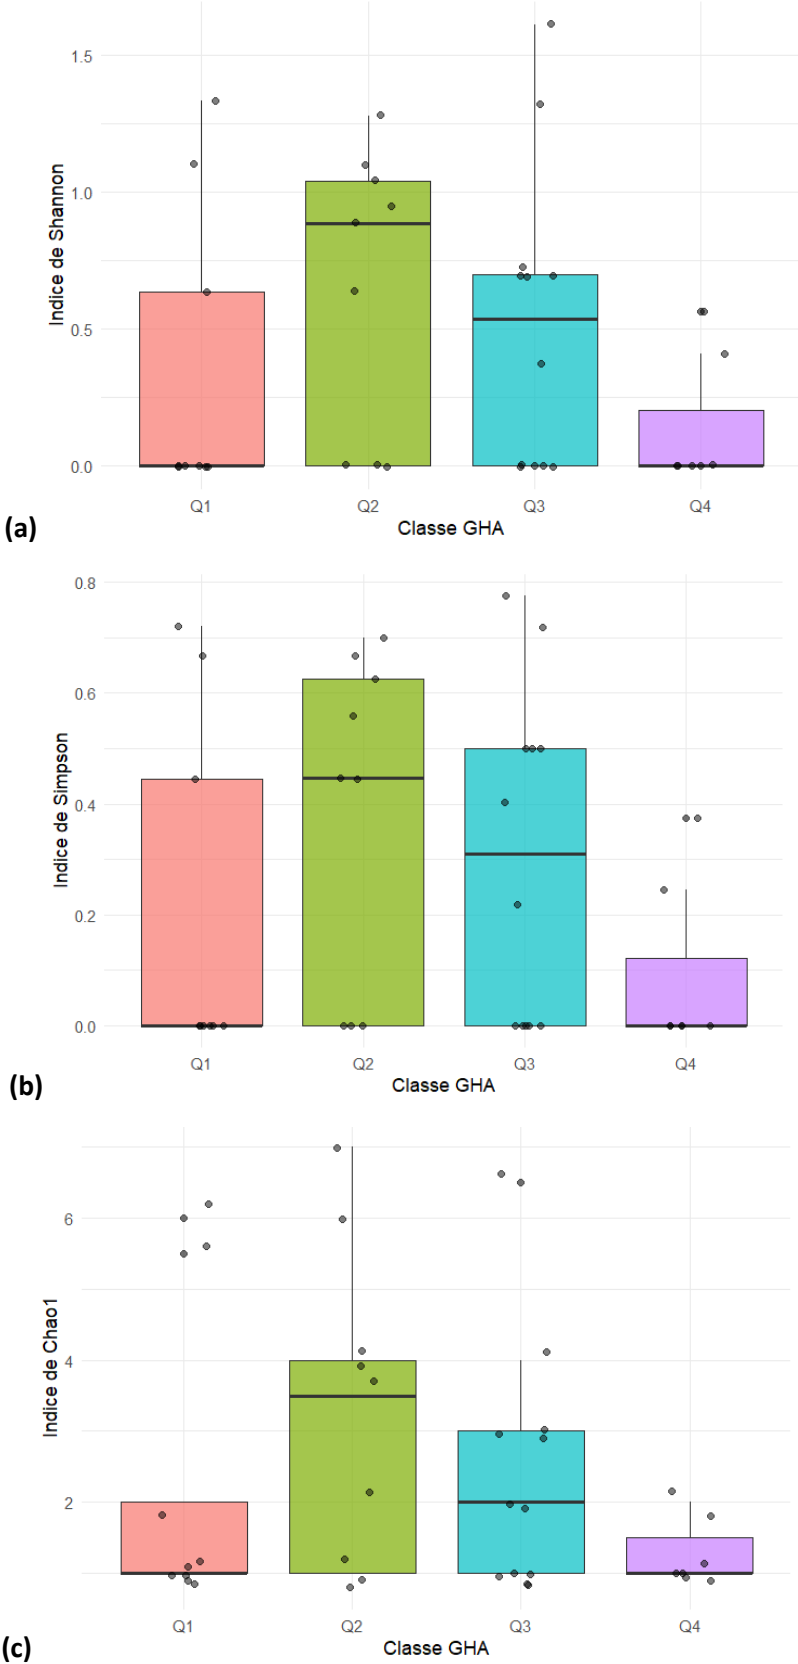 1.5
1.0
0.5
0.0
Indice de Shannon
Q1 Q2 Q3 Q4
Classe GHA
(a)
0.8
0.6
0.4
0.2
0.0
Indice de Simpson
Q1 Q2 Q3 Q4
Classe GHA
(b)
6
4
2
Indice de Chao1
Q1 Q2 Q3 Q4
Classe GHA
(c)